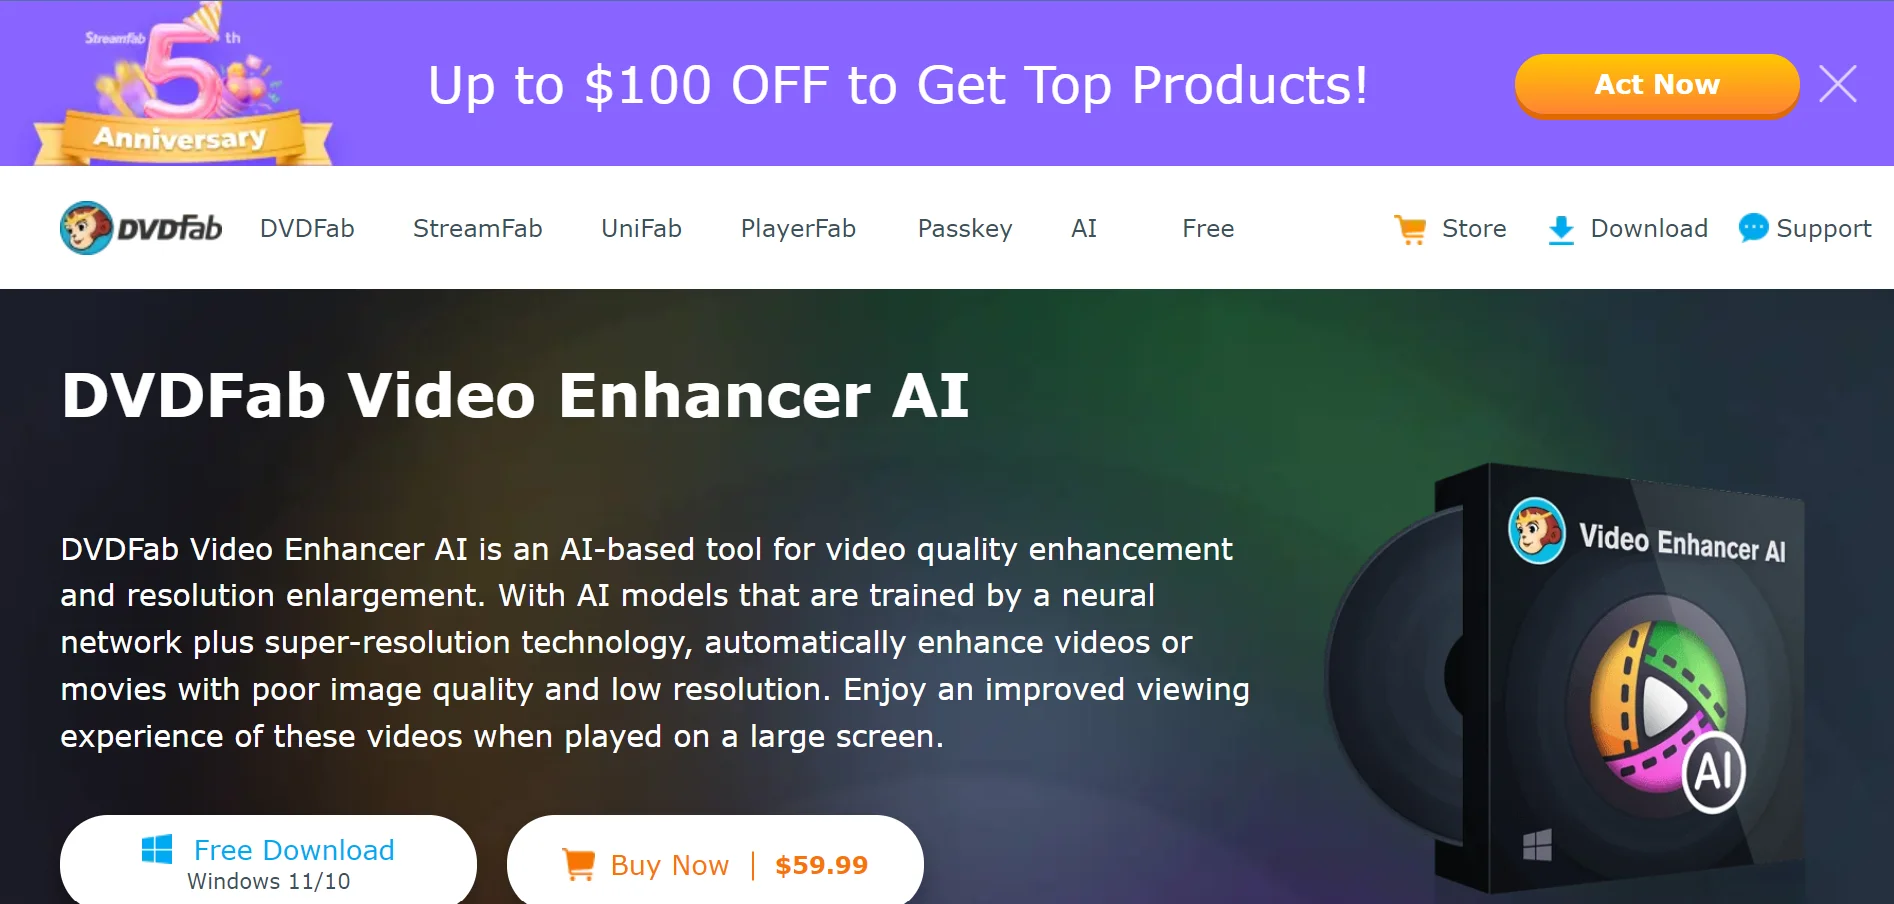 Streamfab 5th
Anniversary
Up to $100 OFF to Get Top Products!
Act Now
DVDFab
DVDFab StreamFab UniFab PlayerFab Passkey AI Free
Store Download Support
DVDFab Video Enhancer AI
DVDFab Video Enhancer AI is an AI-based tool for video quality enhancement
and resolution enlargement. With AI models that are trained by a neural
network plus super-resolution technology, automatically enhance videos or
movies with poor image quality and low resolution. Enjoy an improved viewing
experience of these videos when played on a large screen.
Free Download
Windows 11/10
Buy Now | $59.99
Video Enhancer AI
AI